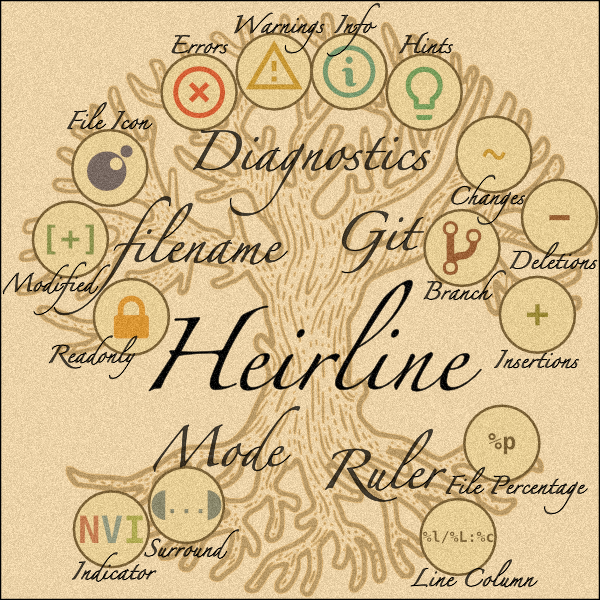 Warnings
Info
Errors
Hints
File Icon
Diagnostics
~
Changes
[+]
filename
Git
-
Deletions
Modified
Branch
+
Readonly
Heirline
Insertions
Mode
Ruler
%p
File Percentage
NVI
(...)
Surround
%l/%L:%c
Indicator
Line Column